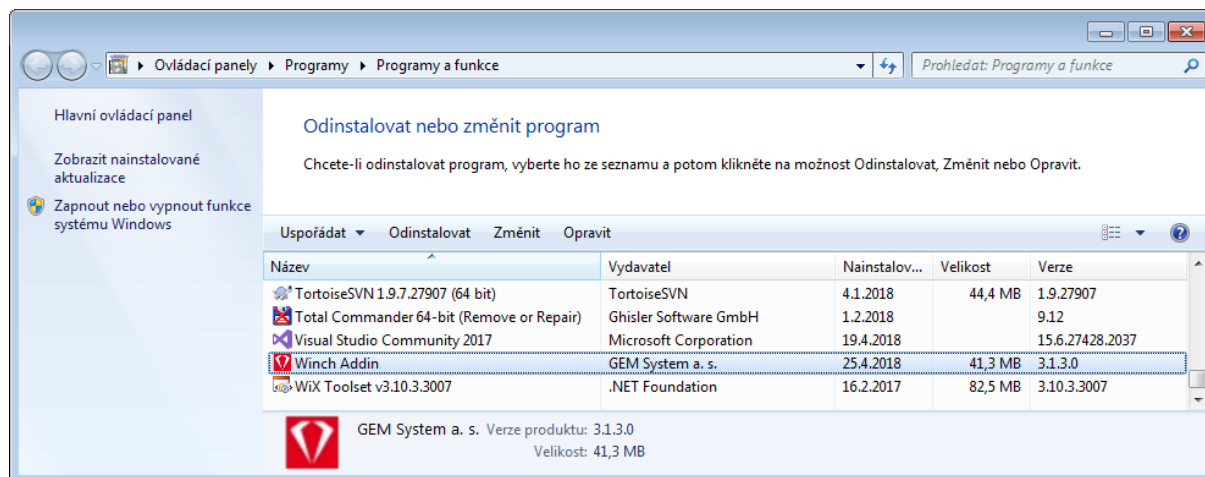 Ovládací panely Programy Programy a funkce Prohledat: Programy a funkce
Hlavní ovládací panel
Zobrazit nainstalované
aktualizace
Zapnout nebo vypnout funkce
systému Windows
Odinstalovat nebo změnit program
Chcete-li odinstalovat program, vyberte ho ze seznamu a potom klikněte na možnost Odinstalovat, Změnit nebo Opravit.
Uspořádat Odinstalovat Změnit Opravit
Název Vydavatel Nainstalov... Velikost Verze
TortoiseSVN 1.9.7.27907 (64 bit) TortoiseSVN 4.1.2018 44,4 MB 1.9.27907
Total Commander 64-bit (Remove or Repair) Ghisler Software GmbH 1.2.2018 9.12
Visual Studio Community 2017 Microsoft Corporation 19.4.2018 15.6.27428.2037
Winch Addin GEM System a. s. 25.4.2018 41,3 MB 3.1.3.0
WiX Toolset v3.10.3.3007 .NET Foundation 16.2.2017 82,5 MB 3.10.3.3007
GEM System a. s. Verze produktu: 3.1.3.0
Velikost: 41,3 MB